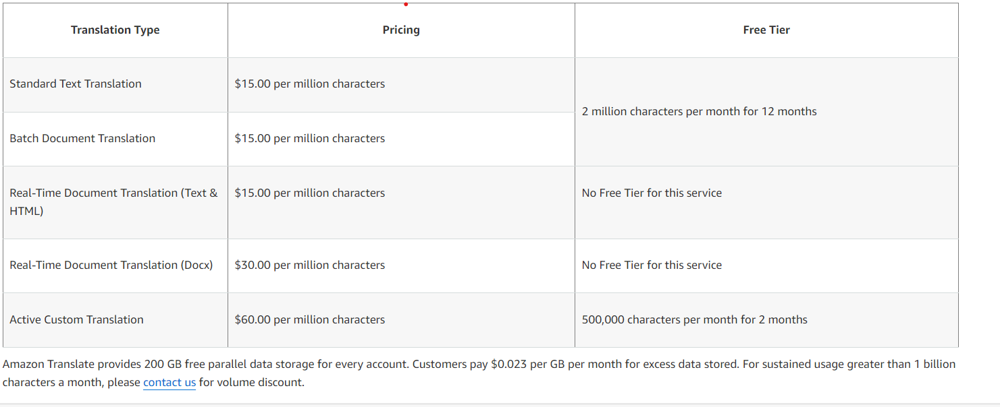 Translation Type
Pricing
Free Tier
Standard Text Translation
$15.00 per million characters
2 million characters per month for 12 months
Batch Document Translation
$15.00 per million characters
Real-Time Document Translation (Text &
HTML)
$15.00 per million characters
No Free Tier for this service
Real-Time Document Translation (Docx)
$30.00 per million characters
No Free Tier for this service
Active Custom Translation
$60.00 per million characters
500,000 characters per month for 2 months
Amazon Translate provides 200 GB free parallel data storage for every account. Customers pay $0.023 per GB per month for excess data stored. For sustained usage greater than 1 billion
characters a month, please contact us for volume discount.